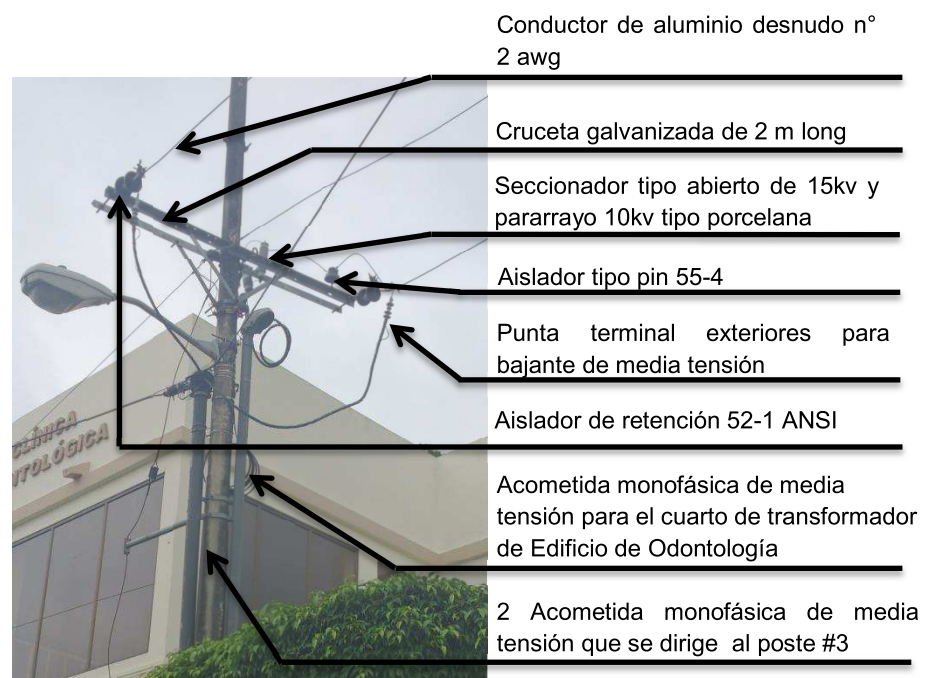 Conductor de aluminio desnudo n°
2 awg
Cruceta galvanizada de 2 m long
Seccionador tipo abierto de 15kv y
pararrayo 10kv tipo porcelana
Aislador tipo pin 55-4
Punta terminal exteriores para
bajante de media tensión
Aislador de retención 52-1 ANSI
CLÍNICA
ONTOLÓGICA
Acometida monofásica de media
tensión para el cuarto de transformador
de Edificio de Odontología
2 Acometida monofásica de media
tensión que se dirige al poste #3